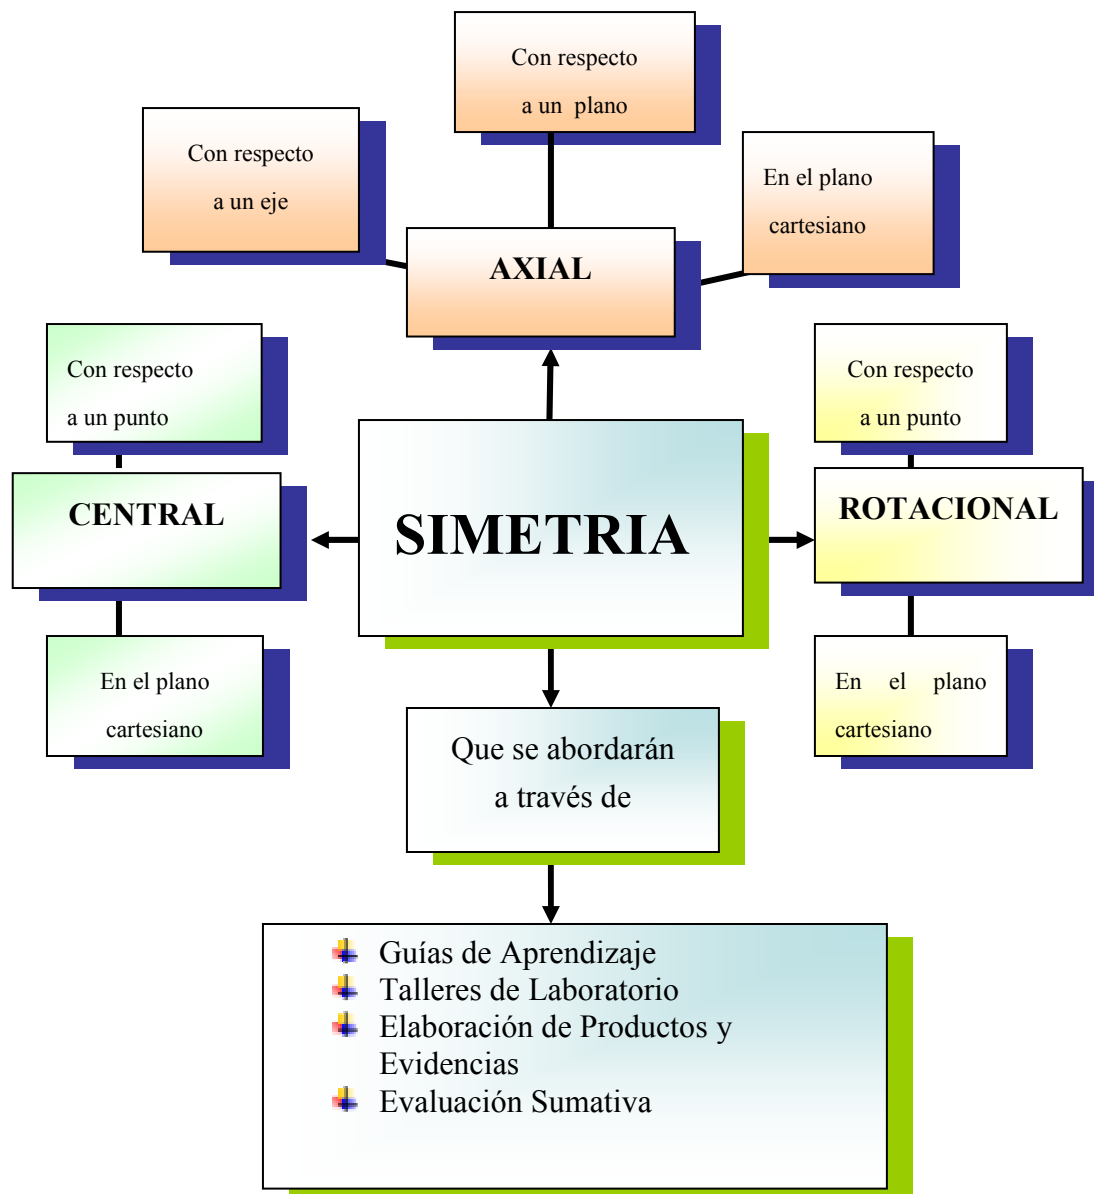 Con respecto
a un plano
Con respecto
a un eje
En el plano
cartesiano
AXIAL
Con respecto
a un punto
Con respecto
a un punto
CENTRAL
SIMETRIA
ROTACIONAL
En el plano
cartesiano
En el plano
cartesiano
Que se abordarán
a través de
Guías de Aprendizaje
Talleres de Laboratorio
Elaboración de Productos y
Evidencias
Evaluación Sumativa